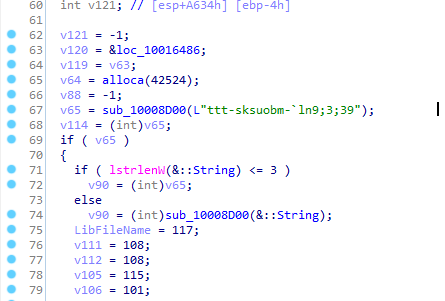 60 int v121; // [esp+A634h] [ebp-4h]
61
62 v121 = -1;
63 v120 = &loc_10016486;
64 v119 = v63;
65 v64 = alloca(42524);
66 v88 = -1;
67 v65 = sub_10008D00(L"ttt-sksuobm-`ln9;3;39");
68 v114 = (int)v65;
69 if ( v65 )
70 {
71 if ( lstrlenW(&::String) <= 3 )
72 v90 = (int)v65;
73 else
74 v90 = (int)sub_10008D00(&::String);
75 LibFileName = 117;
76 v111 = 108;
77 v112 = 108;
78 v105 = 115;
79 v106 = 101;